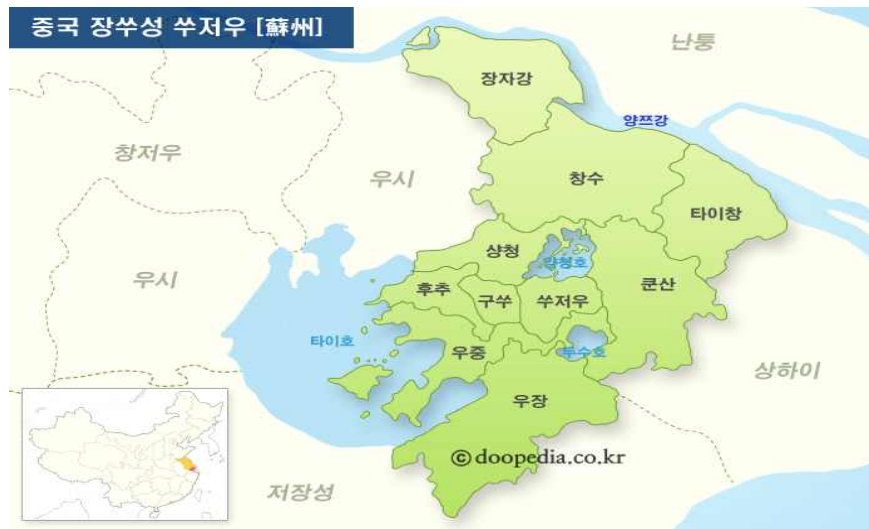 중국 장쑤성 쑤저우 [蘇州]
난퉁
장자강
양쯔강
창저우
우시
창수
타이창
샹청
양청호
쿤산
우시
후추
구쑤
쑤저우
타이호
우중
두수호
상하이
우장
ⓒ doopedia.co.kr
저장성